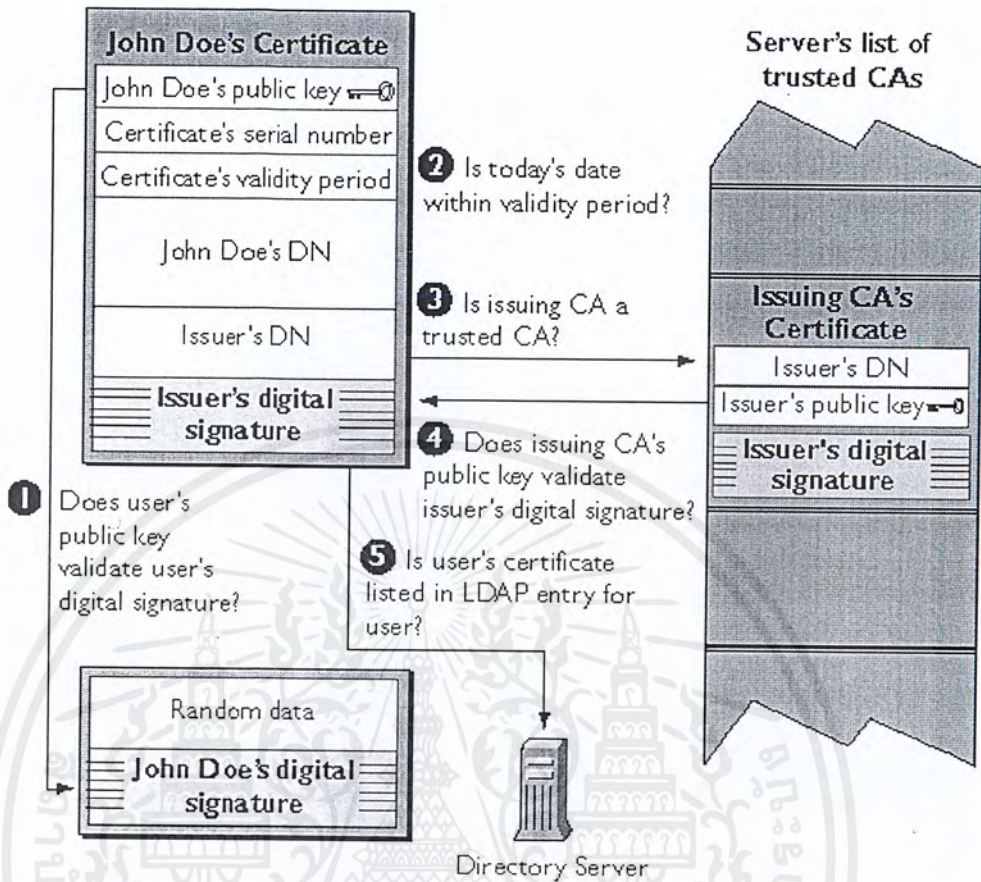 John Doe's Certificate
John Doe's public key
Certificate's serial number
Certificate's validity period
John Doe's DN
Issuer's DN
Issuer's digital
signature
Server's list of
trusted CAs
2 Is today's date
within validity period?
3 Is issuing CA a
trusted CA?
Issuing CA's
Certificate
Issuer's DN
Issuer's public key
Issuer's digital
signature
4 Does issuing CA's
public key validate
issuer's digital signature?
1 Does user's
public key
validate user's
digital signature?
5 Is user's certificate
listed in LDAP entry for
user?
Random data
John Doe's digital
signature
Directory Server